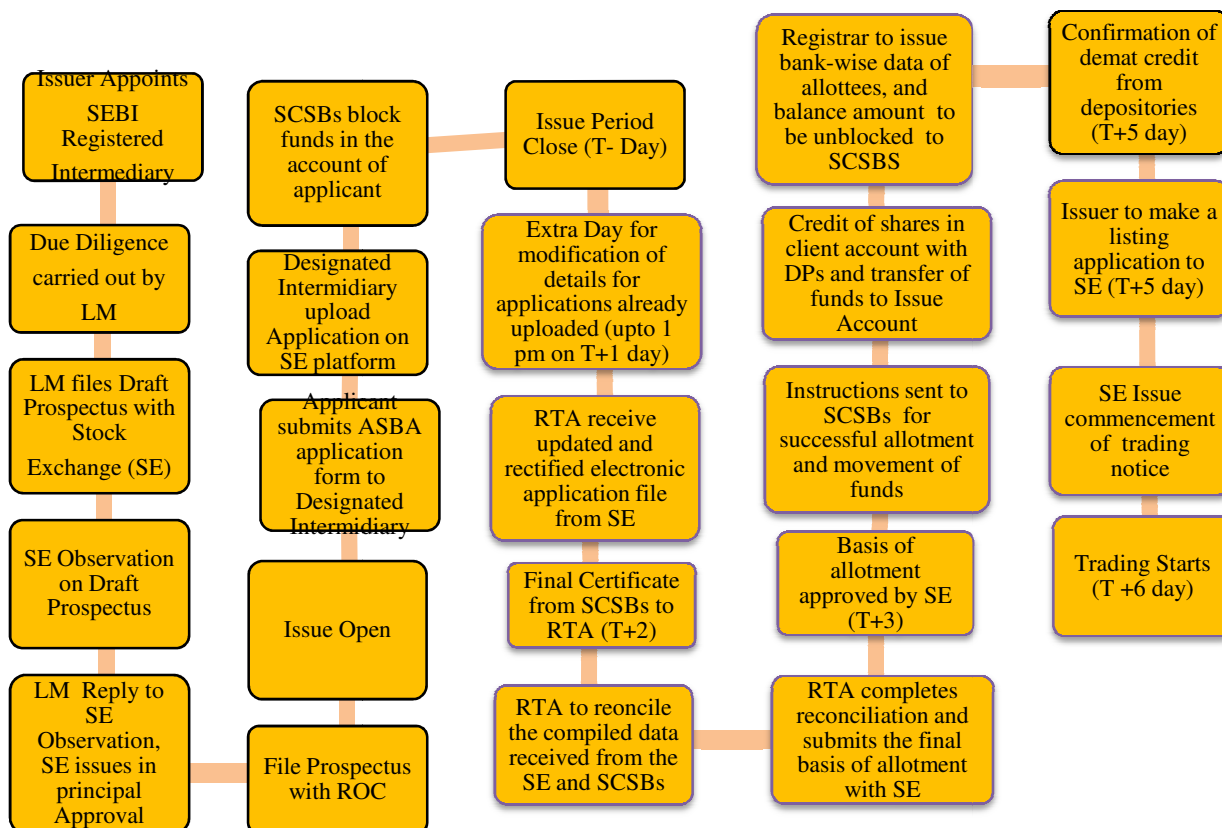 Issuer Appoints
SEBI
Registered
Intermediary
Due Diligence
carried out by
LM
LM files Draft
Prospectus with
Stock
Exchange (SE)
SE Observation
on Draft
Prospectus
LM Reply to
SE
Observation,
SE issues in
principal
Approval
File Prospectus
with ROC
Issue Open
Applicant
submits ASBA
application
form to
Designated
Intermidiary
Designated
Intermidiary
upload
Application on
SE platform
SCSBs block
funds in the
account of
applicant
Issue Period
Close (T- Day)
Extra Day for
modification of
details for
applications already
uploaded (upto 1
pm on T+1 day)
RTA receive
updated and
rectified electronic
application file
from SE
Final Certificate
from SCSBs to
RTA (T+2)
RTA to reconcile
the compiled data
received from the
SE and SCSBs
RTA completes
reconciliation and
submits the final
basis of allotment
with SE
Basis of
allotment
approved by SE
(T+3)
Instructions sent to
SCSBs for
successful allotment
and movement of
funds
Credit of shares in
client account with
DPs and transfer of
funds to Issue
Account
Registrar to issue
bank-wise data of
allottees, and
balance amount to
be unblocked to
SCSBS
Confirmation of
demat credit
from
depositories
(T+5 day)
Issuer to make a
listing
application to
SE (T+5 day)
SE Issue
commencement
of trading
notice
Trading Starts
(T +6 day)